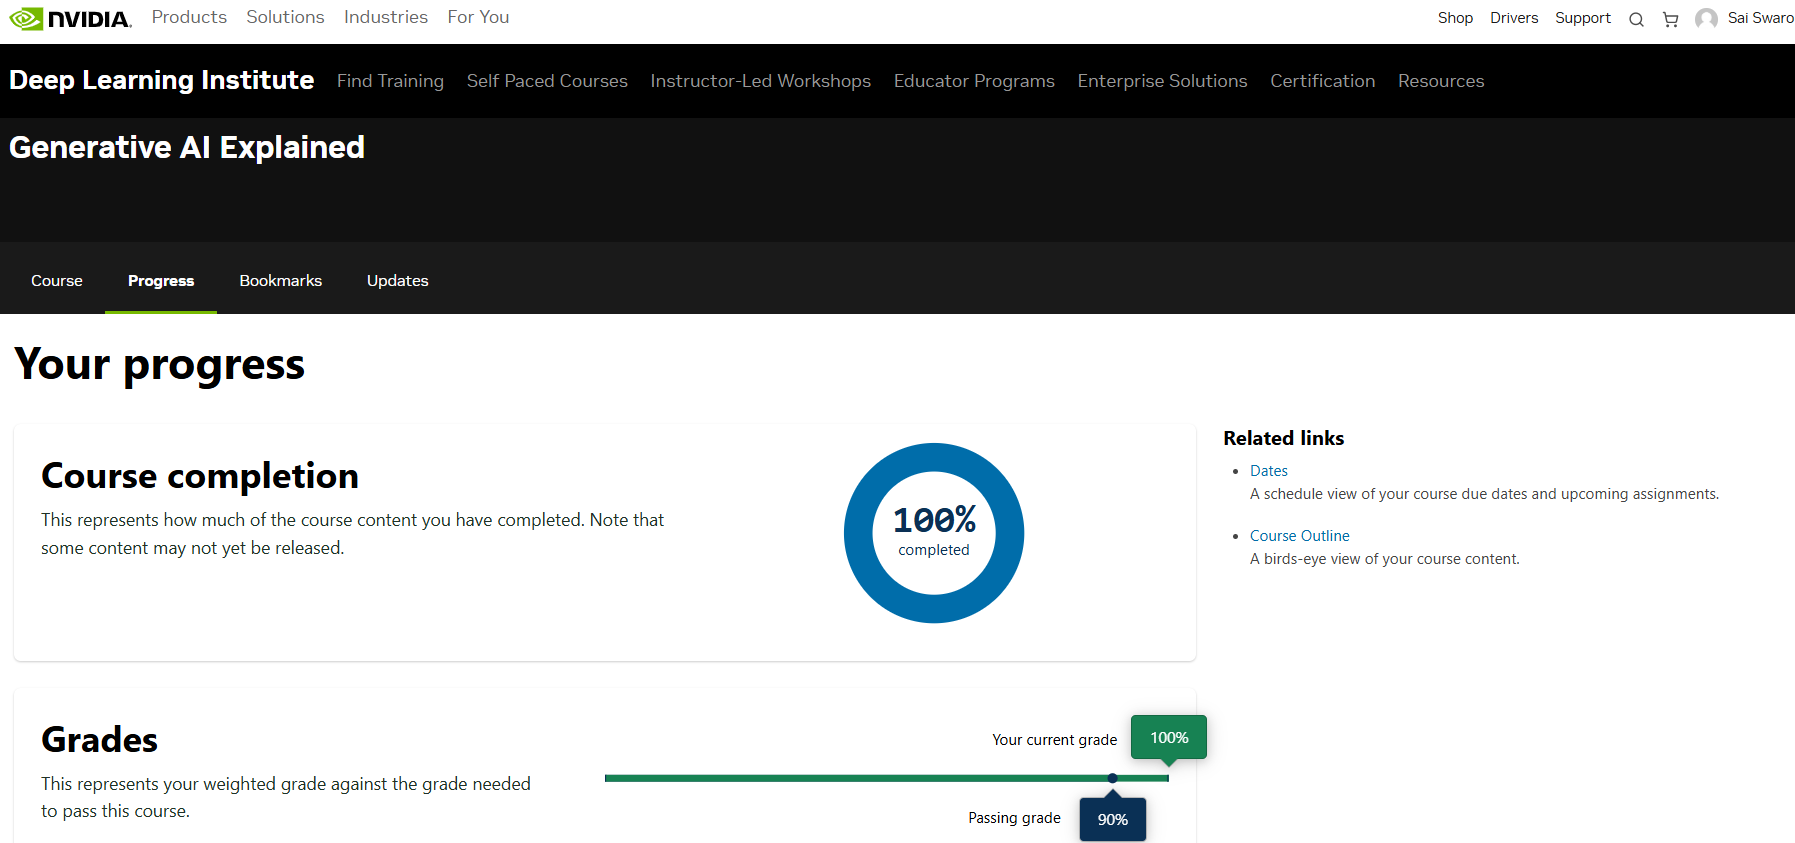 NVIDIA. Products Solutions Industries For You Shop Drivers Support Sai Swaro
Deep Learning Institute Find Training Self Paced Courses Instructor-Led Workshops Educator Programs Enterprise Solutions Certification Resources
Generative AI Explained
Course Progress Bookmarks Updates
Your progress
Course completion
This represents how much of the course content you have completed. Note that
some content may not yet be released.
100%
completed
Related links
Dates
A schedule view of your course due dates and upcoming assignments.
Course Outline
A birds-eye view of your course content.
Grades
This represents your weighted grade against the grade needed
to pass this course.
Your current grade 100%
Passing grade 90%